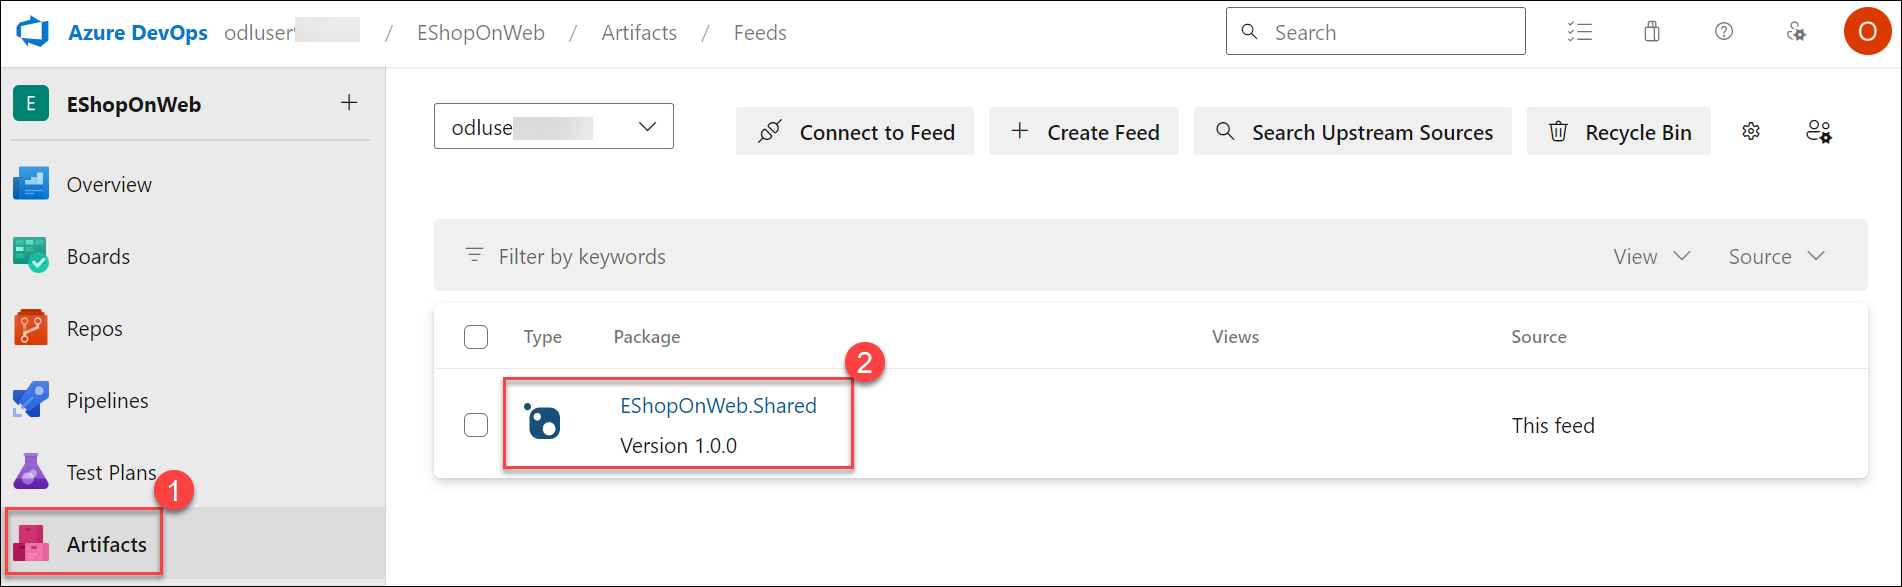 Azure DevOps odluser / EShopOnWeb / Artifacts / Feeds
Search
O
E EShopOnWeb
odluse
Connect to Feed
Create Feed
Search Upstream Sources
Recycle Bin
Overview
Boards
Repos
Pipelines
Test Plans
1
Artifacts
Filter by keywords
View
Source
Type Package Views Source
2
EShopOnWeb.Shared
Version 1.0.0
This feed